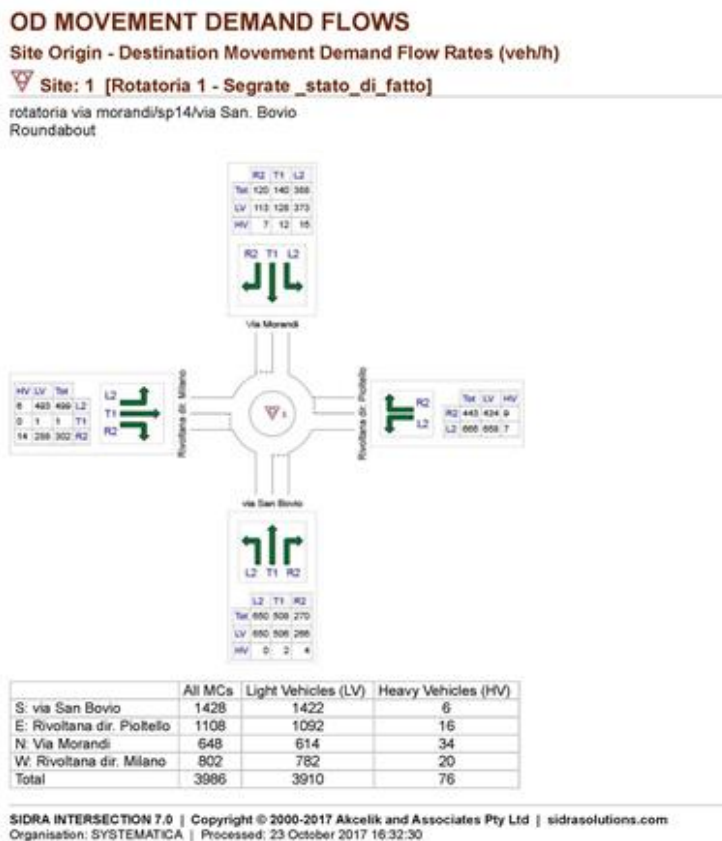 OD MOVEMENT DEMAND FLOWS
Site Origin - Destination Movement Demand Flow Rates (veh/h)
Site: 1 [Rotatoria 1 - Segrate _stato_di_fatto]
rotatoria via morandi/sp14/via San. Bovio
Roundabout
R2 T1 L2
Tot 120 140 388
LV 113 128 373
HV 7 12 15
R2 T1 L2
Via Morandi
HV LV Tot
6 493 499 L2
0 1 1 T1
14 288 302 R2
L2
T1
R2
Rivoltana dir. Milano
Rivoltana dir. Pioltello
R2
L2
Tot LV HV
R2 443 434 9
L2 7
via San Bovio
L2 T1 R2
L2 T1 R2
Tot 650 508 270
LV 650 506 266
HV 0 2 4
All MCs Light Vehicles (LV) Heavy Vehicles (HV)
S: via San Bovio 1428 1422 6
E: Rivoltana dir. Pioltello 1108 1092 16
N: Via Morandi 648 614 34
W: Rivoltana dir. Milano 802 782 20
Total 3986 3910 76
SIDRA INTERSECTION 7.0 | Copyright © 2000-2017 Akcelik and Associates Pty Ltd | sidrasolutions.com
Organisation: SYSTEMATICA | Processed: 23 October 2017 16:32:30